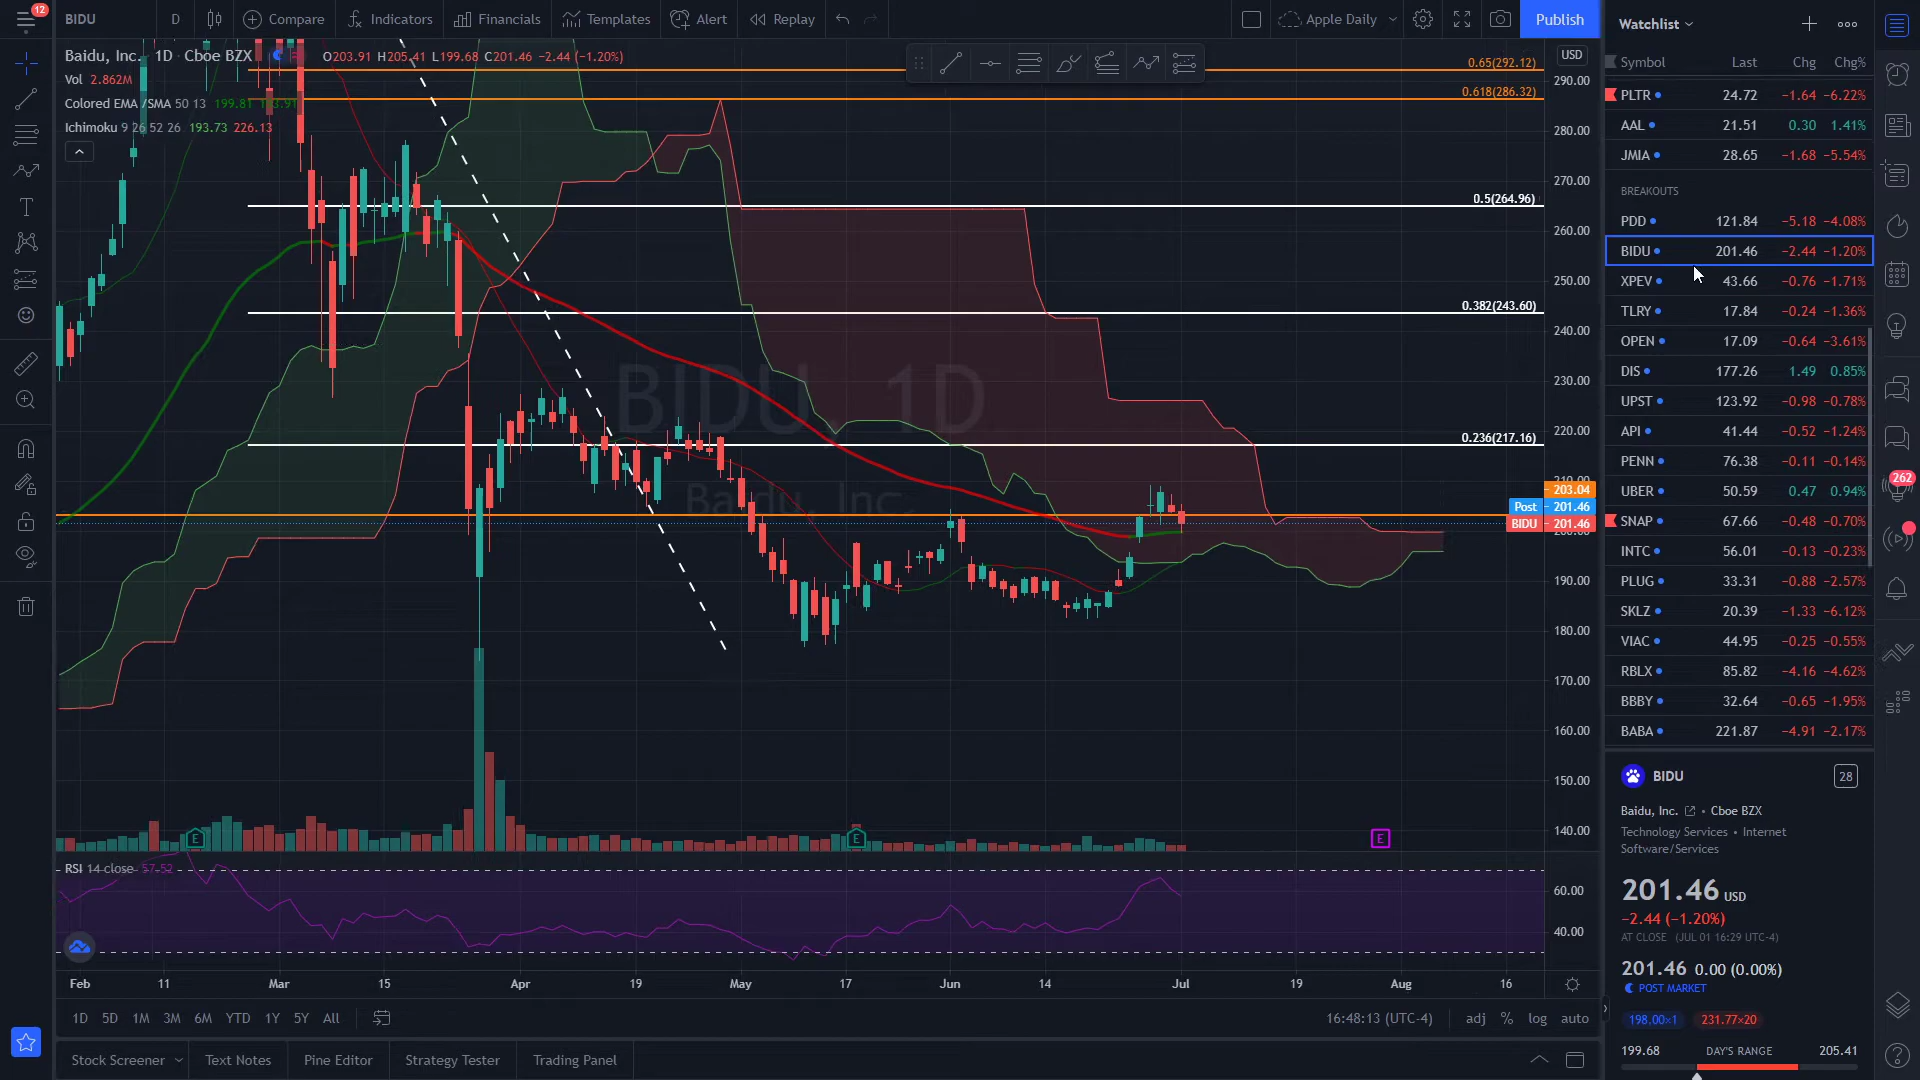 12
BIDU
D
Compare
Indicators
Financials
Templates
Alert
Replay
Apple Daily
Publish
Baidu, Inc. · 1D · Cboe BZX
O203.91 H205.41 L199.68 C201.46 −2.44 (−1.20%)
Vol 2.862M
Colored EMA /SMA 50 13 199.81
Ichimoku 9 26 52 26 193.73 226.13
USD
0.65(292.12)
0.618(286.32)
0.5(264.96)
0.382(243.60)
0.236(217.16)
BIDU, 1D
Baidu, Inc.
290.00
280.00
270.00
260.00
250.00
240.00
230.00
220.00
203.04
Post 201.46
BIDU 201.46
190.00
180.00
170.00
160.00
150.00
140.00
E
E
E
RSI 14 close 57.52
60.00
40.00
Feb 11 Mar 15 Apr 19 May 17 Jun 14 Jul 19 Aug 16
1D 5D 1M 3M 6M YTD 1Y 5Y All
16:48:13 (UTC-4)
adj % log auto
Stock Screener
Text Notes
Pine Editor
Strategy Tester
Trading Panel
Watchlist
Symbol Last Chg Chg%
PLTR 24.72 −1.64 −6.22%
AAL 21.51 0.30 1.41%
JMIA 28.65 −1.68 −5.54%
BREAKOUTS
PDD 121.84 −5.18 −4.08%
BIDU 201.46 −2.44 −1.20%
XPEV 43.66 −0.76 −1.71%
TLRY 17.84 −0.24 −1.36%
OPEN 17.09 −0.64 −3.61%
DIS 177.26 1.49 0.85%
UPST 123.92 −0.98 −0.78%
API 41.44 −0.52 −1.24%
PENN 76.38 −0.11 −0.14%
UBER 50.59 0.47 0.94%
SNAP 67.66 −0.48 −0.70%
INTC 56.01 −0.13 −0.23%
PLUG 33.31 −0.88 −2.57%
SKLZ 20.39 −1.33 −6.12%
VIAC 44.95 −0.25 −0.55%
RBLX 85.82 −4.16 −4.62%
BBBY 32.64 −0.65 −1.95%
BABA 221.87 −4.91 −2.17%
BIDU
28
Baidu, Inc. • Cboe BZX
Technology Services • Internet
Software/Services
201.46 USD
−2.44 (−1.20%)
AT CLOSE (JUL 01 16:29 UTC-4)
201.46 0.00 (0.00%)
POST MARKET
198.00×1 231.77×20
199.68 DAY'S RANGE 205.41
262